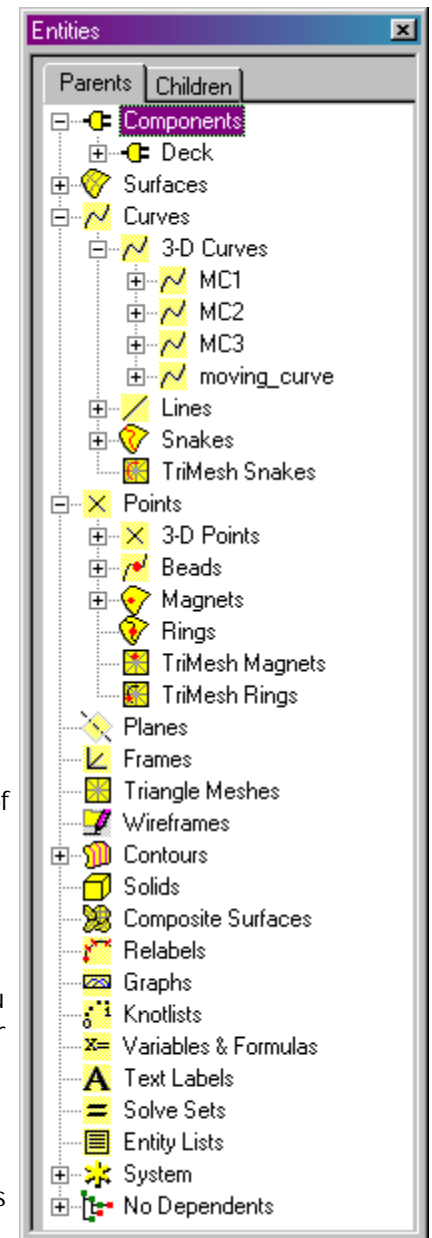 Entities
Parents Children
Components
Deck
Surfaces
Curves
3-D Curves
MC1
MC2
MC3
moving_curve
Lines
Snakes
TriMesh Snakes
Points
3-D Points
Beads
Magnets
Rings
TriMesh Magnets
TriMesh Rings
Planes
Frames
Triangle Meshes
of
Wireframes
Contours
Solids
Composite Surfaces
Relabels
Graphs
Knotlists
Variables & Formulas
Text Labels
Solve Sets
Entity Lists
System
No Dependents